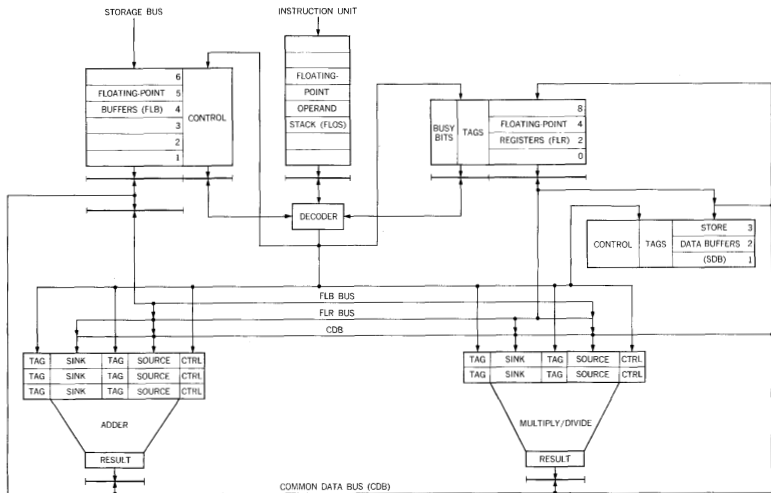 STORAGE BUS
INSTRUCTION UNIT
6
FLOATING-POINT 5
BUFFERS (FLB) 4
3
2
1
CONTROL
FLOATING-
POINT
OPERAND
STACK (FLOS)
BUSY
BITS
TAGS
8
FLOATING-POINT 4
REGISTERS (FLR) 2
0
DECODER
CONTROL
TAGS
STORE 3
DATA BUFFERS 2
(SDB) 1
FLB BUS
FLR BUS
CDB
TAG SINK TAG SOURCE CTRL
TAG SINK TAG SOURCE CTRL
TAG SINK TAG SOURCE CTRL
ADDER
RESULT
TAG SINK TAG SOURCE CTRL
TAG SINK TAG SOURCE CTRL
MULTIPLY/DIVIDE
RESULT
COMMON DATA BUS (CDB)